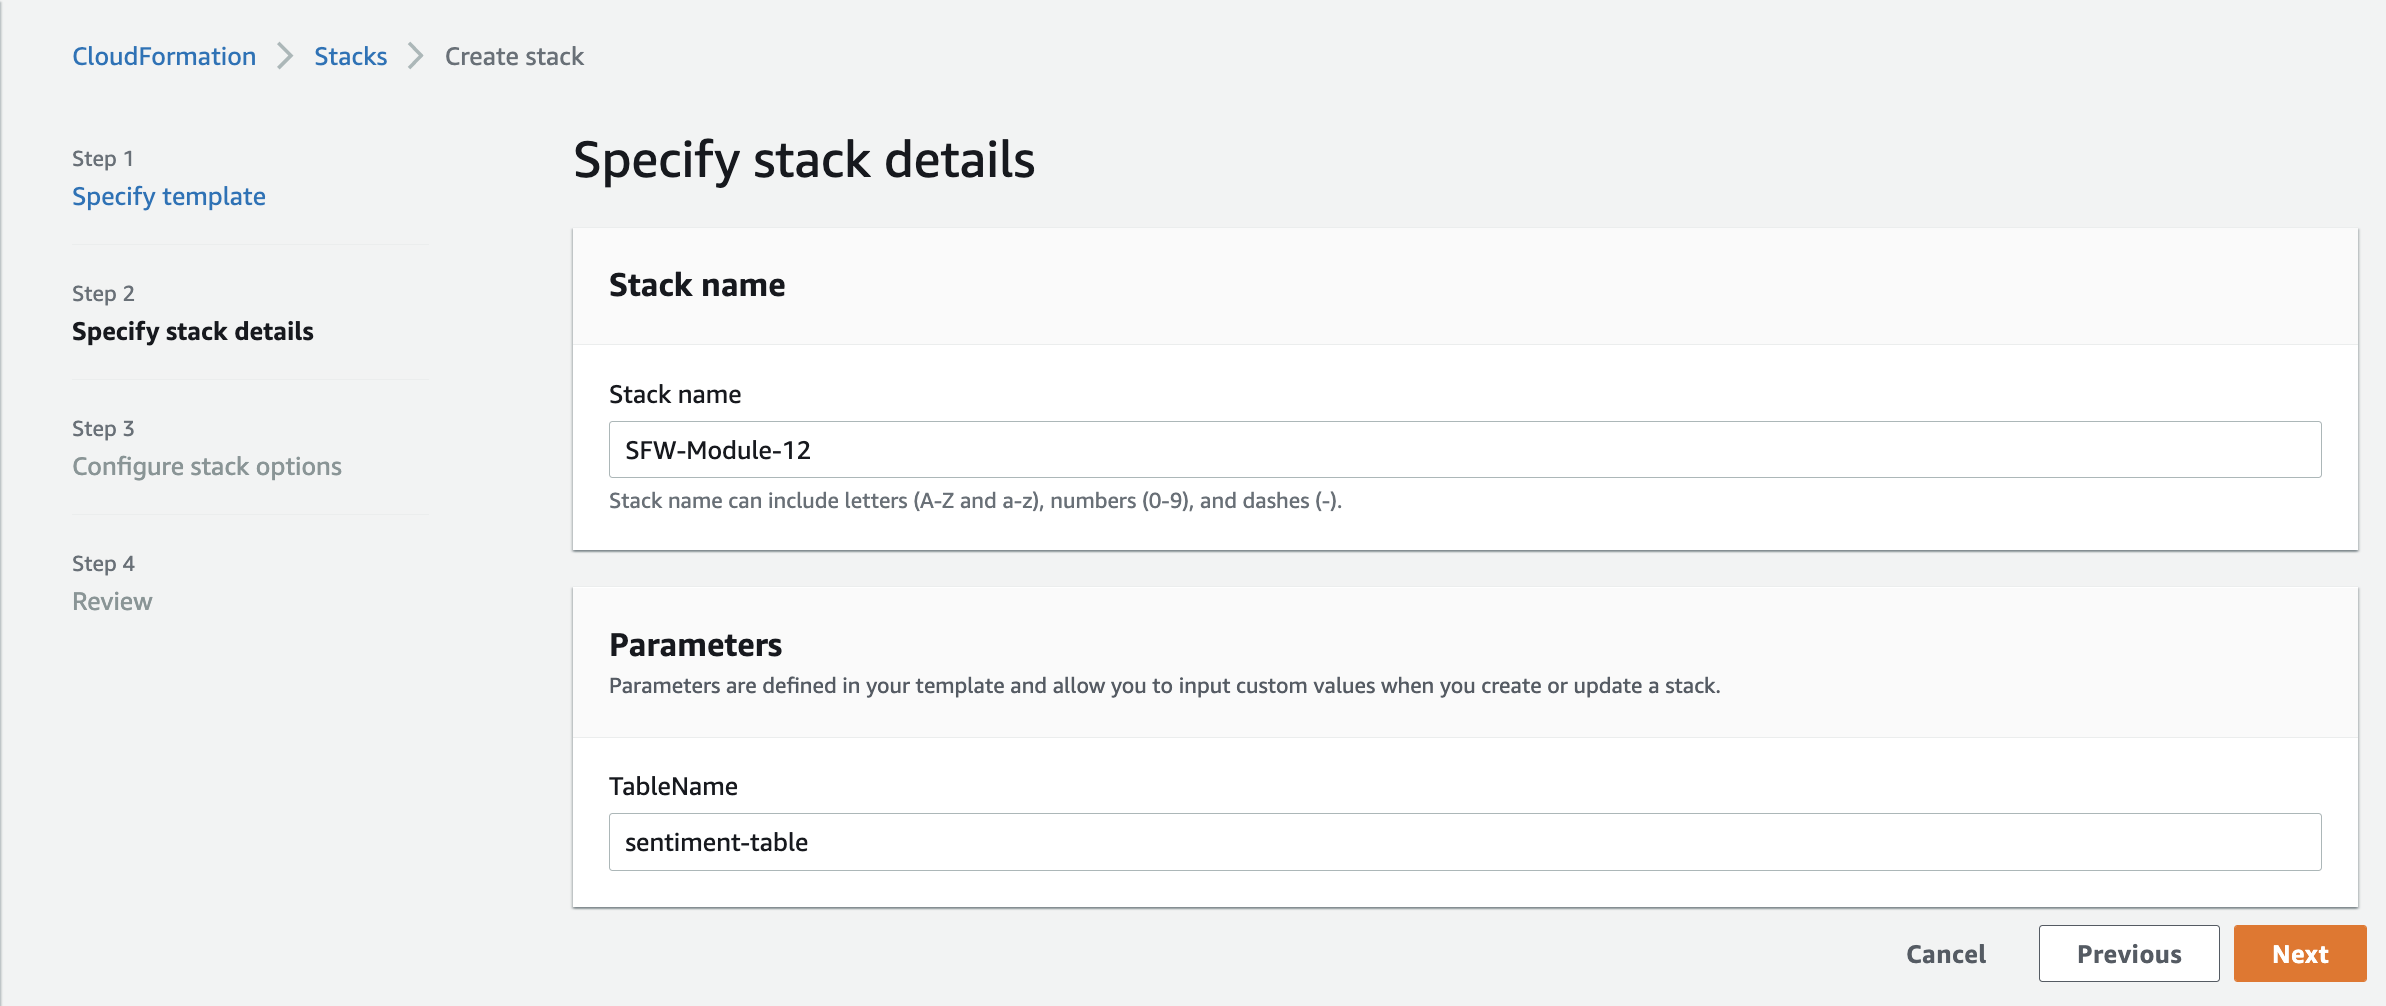 CloudFormation > Stacks > Create stack
Step 1
Specify template
Step 2
Specify stack details
Step 3
Configure stack options
Step 4
Review
Specify stack details
Stack name
Stack name
SFW-Module-12
Stack name can include letters (A-Z and a-z), numbers (0-9), and dashes (-).
Parameters
Parameters are defined in your template and allow you to input custom values when you create or update a stack.
TableName
sentiment-table
Cancel
Previous
Next